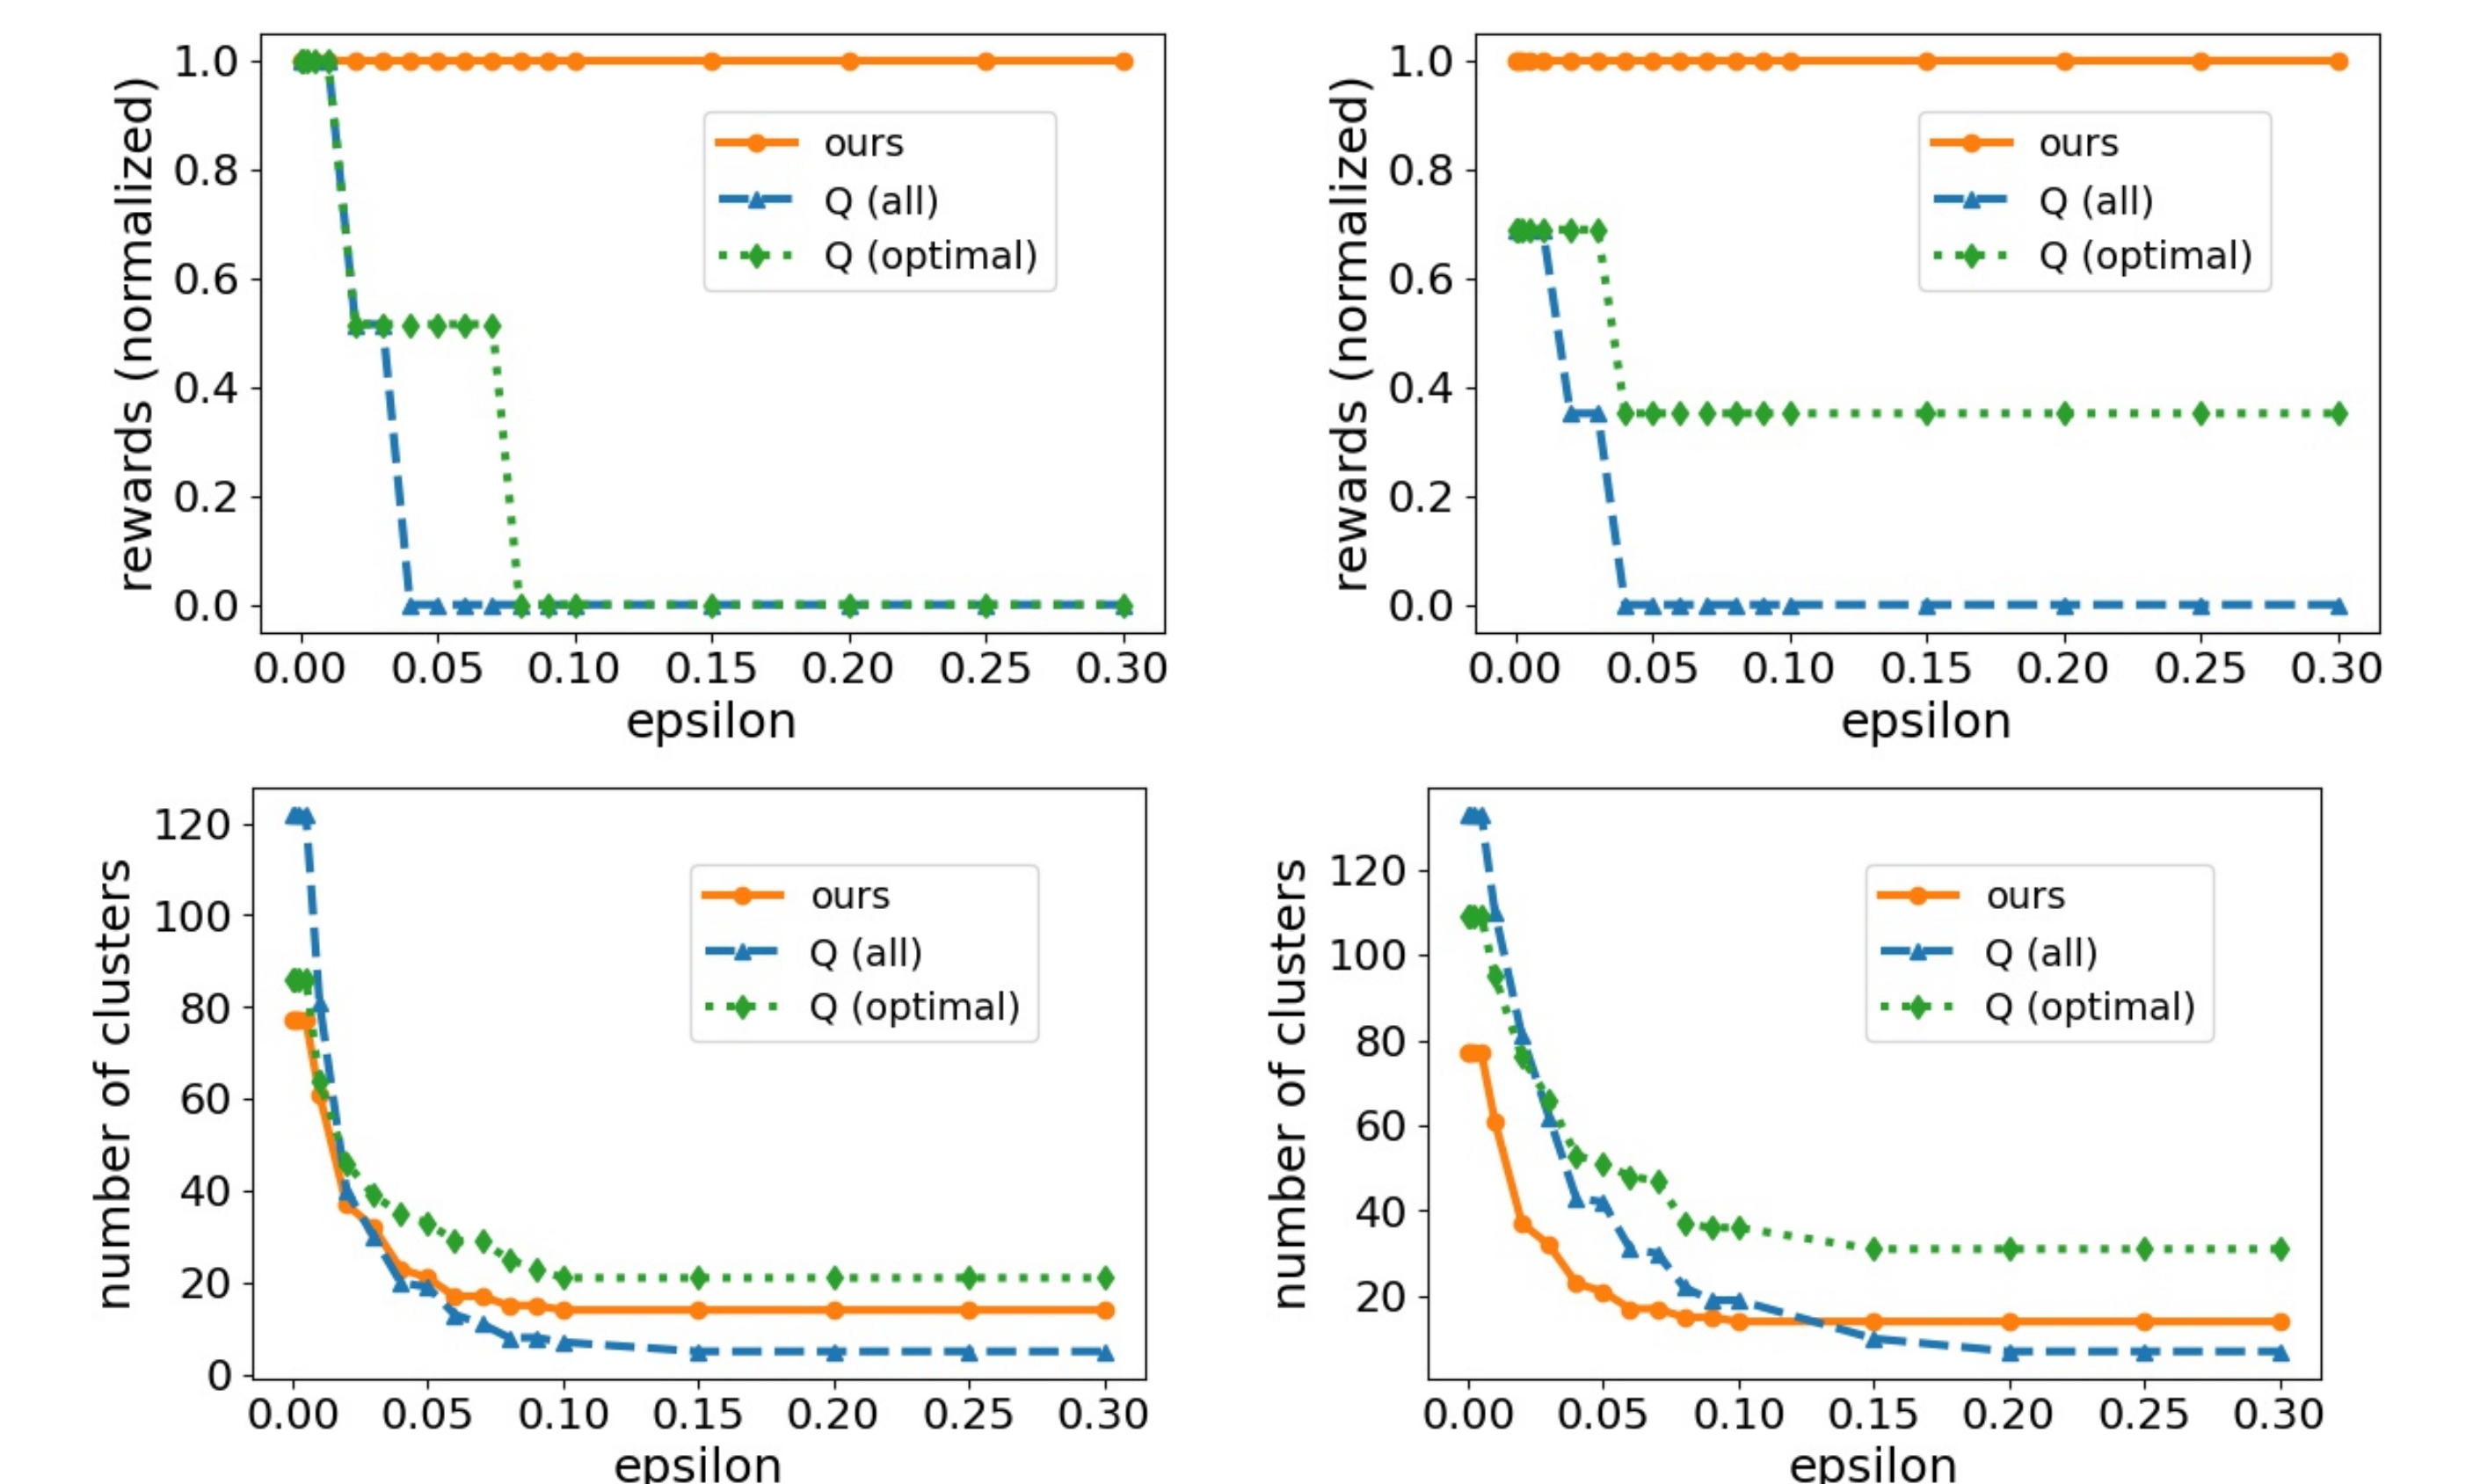 rewards (normalized)
1.0
0.8
0.6
0.4
0.2
0.0
ours
Q (all)
Q (optimal)
0.00 0.05 0.10 0.15 0.20 0.25 0.30
epsilon
rewards (normalized)
1.0
0.8
0.6
0.4
0.2
0.0
ours
Q (all)
Q (optimal)
0.00 0.05 0.10 0.15 0.20 0.25 0.30
epsilon
number of clusters
120
100
80
60
40
20
0
ours
Q (all)
Q (optimal)
0.00 0.05 0.10 0.15 0.20 0.25 0.30
epsilon
number of clusters
120
100
80
60
40
20
ours
Q (all)
Q (optimal)
0.00 0.05 0.10 0.15 0.20 0.25 0.30
epsilon